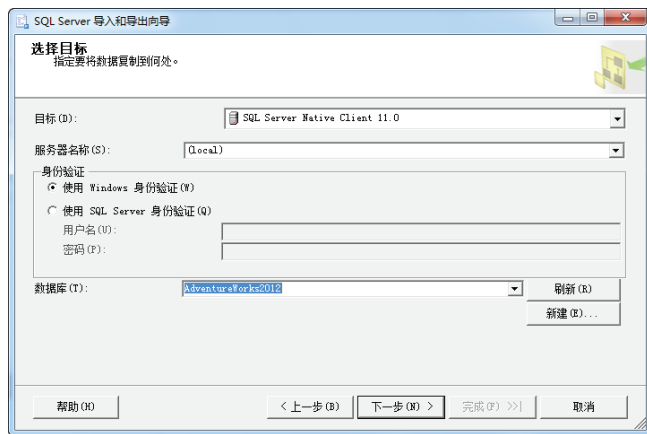 SQL Server 导入和导出向导
选择目标
指定要将数据复制到何处。
目标(D):
SQL Server Native Client 11.0
服务器名称(S):
(local)
身份验证
使用 Windows 身份验证(W)
使用 SQL Server 身份验证(Q)
用户名(U):
密码(P):
数据库(T):
AdventureWorks2012
刷新(R)
新建(E)...
帮助(H)
< 上一步(B)
下一步(N) >
完成(F) >>|
取消